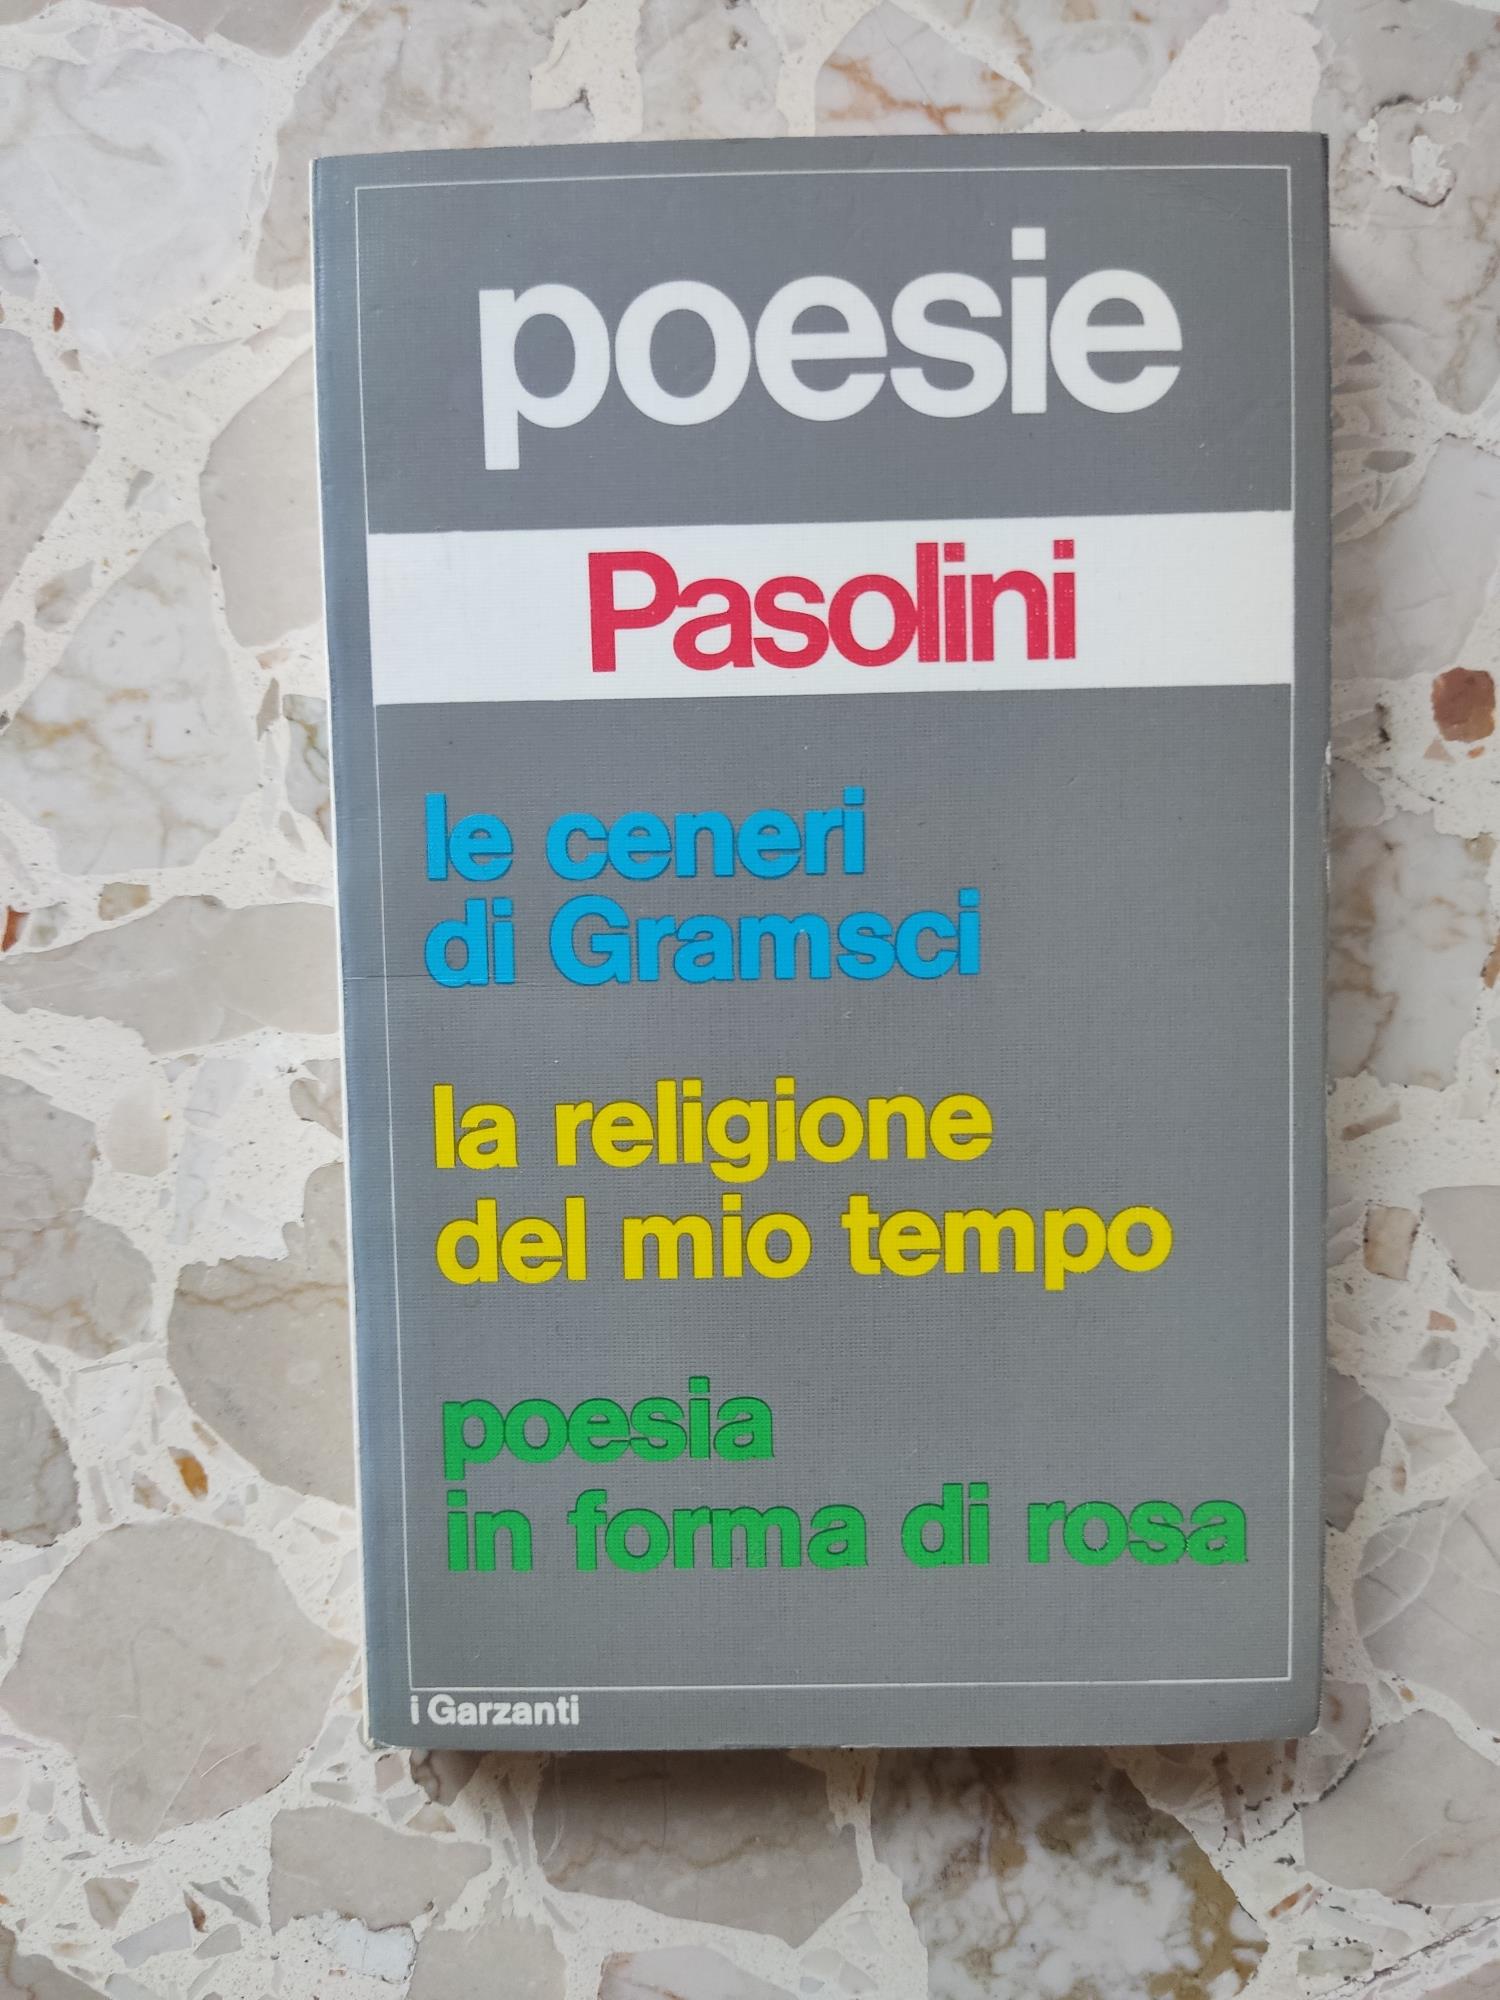 poesie
Pasolini
le ceneri
di Gramsci
la religione
del mio tempo
poesia
in forma di rosa
i Garzanti